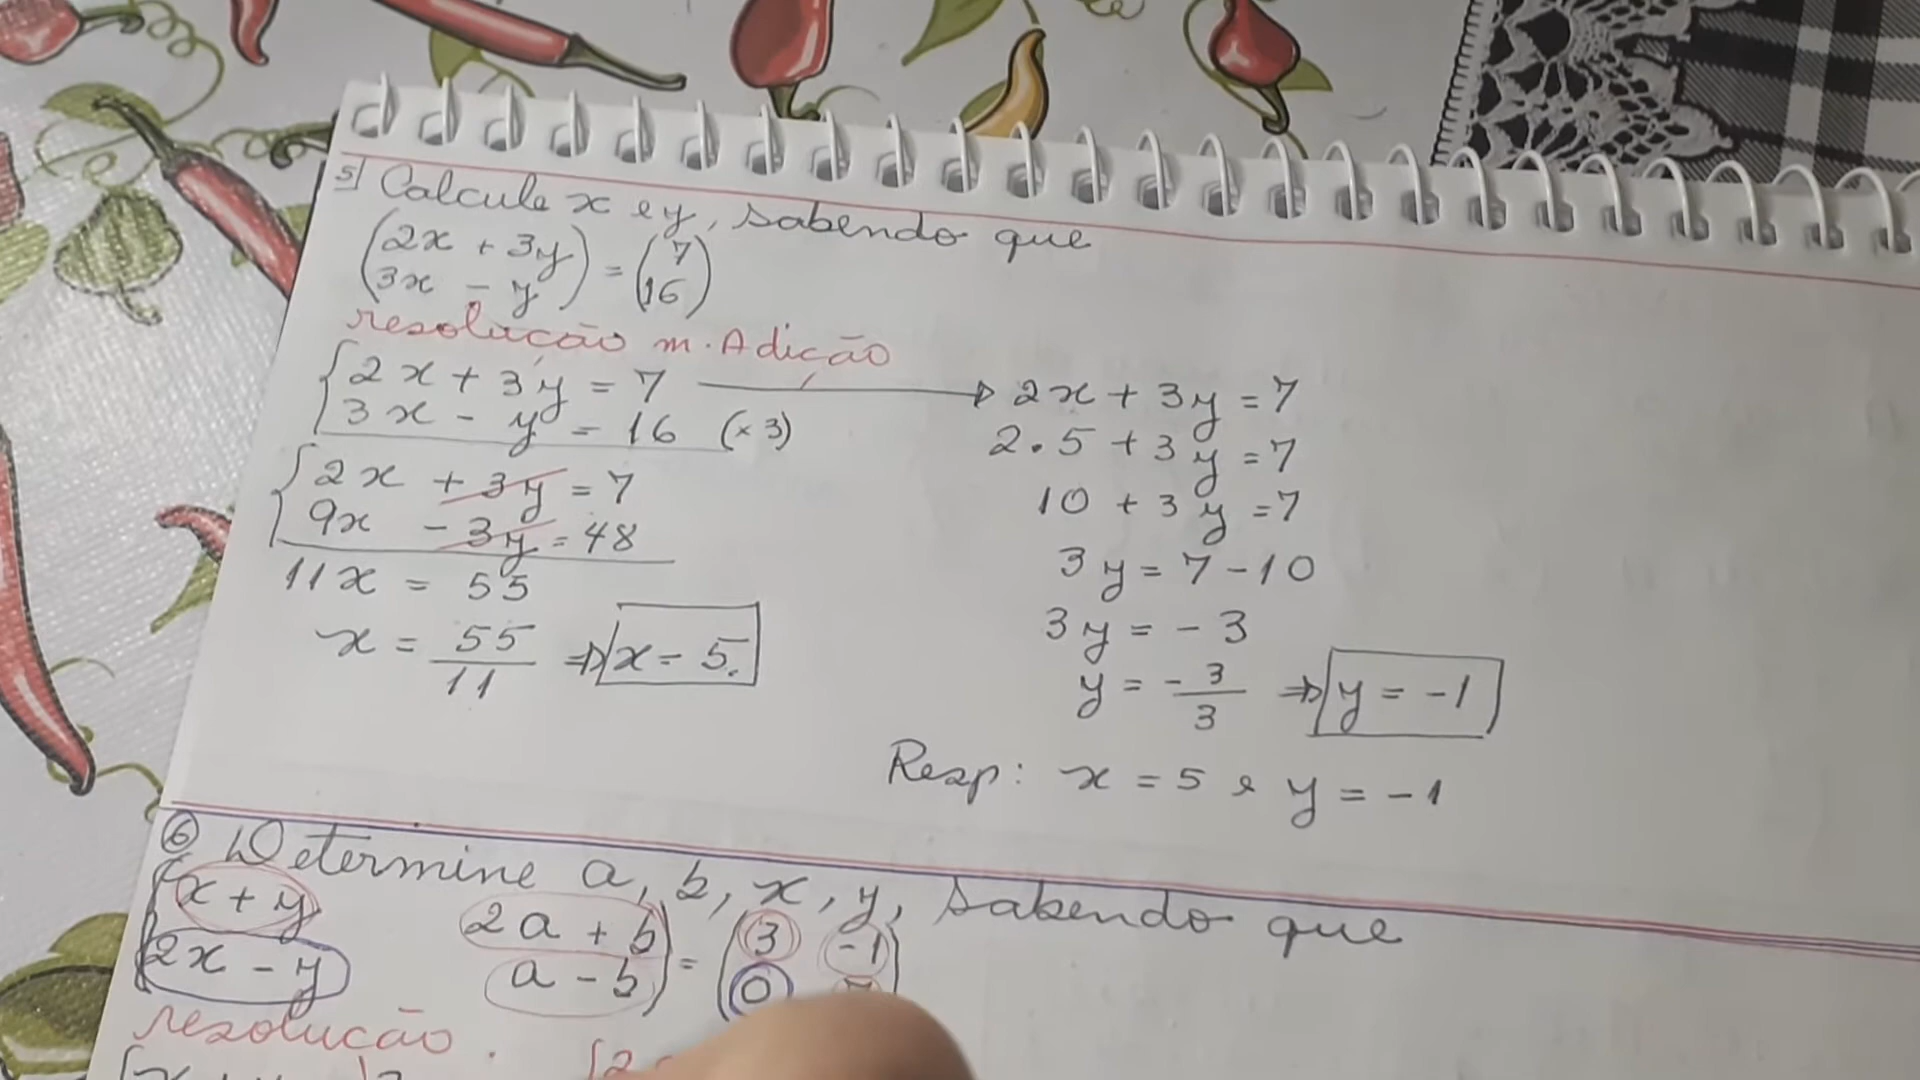 5) Calcule x e y, sabendo que
(2x + 3y) = (7)
(3x - y) (16)
resolução m. Adição
{2x + 3y = 7 → 2x + 3y = 7
{3x - y = 16 (×3)
2.5 + 3y = 7
{2x + 3y = 7
10 + 3y = 7
{9x - 3y = 48
3y = 7 - 10
11x = 55
3y = - 3
x = 55/11 ⇒ x = 5.
y = - 3/3 ⇒ y = -1
Resp: x = 5 e y = -1
6 Determine a, b, x, y, sabendo que
(x + y 2a + b) = (3 -1)
(2x - y a - b) (0
resolução.